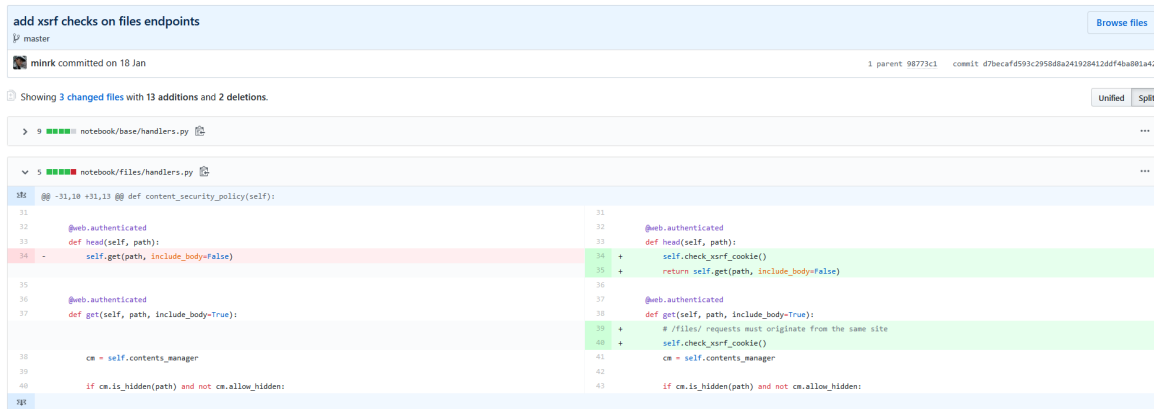 add xsrf checks on files endpoints
Browse files
master
minrk committed on 18 Jan
1 parent 98773c1 commit d7becafd593c2958d8a241928412ddf4ba801a42
Showing 3 changed files with 13 additions and 2 deletions.
Unified Split
9 notebook/base/handlers.py
5 notebook/files/handlers.py
@@ -31,10 +31,13 @@ def content_security_policy(self):
31 31
32 @web.authenticated 32 @web.authenticated
33 def head(self, path): 33 def head(self, path):
34 - self.get(path, include_body=False) 34 + self.check_xsrf_cookie()
35 + return self.get(path, include_body=False)
35 36
36 @web.authenticated 37 @web.authenticated
37 def get(self, path, include_body=True): 38 def get(self, path, include_body=True):
39 + # /files/ requests must originate from the same site
40 + self.check_xsrf_cookie()
38 cm = self.contents_manager 41 cm = self.contents_manager
39 42
40 if cm.is_hidden(path) and not cm.allow_hidden: 43 if cm.is_hidden(path) and not cm.allow_hidden: